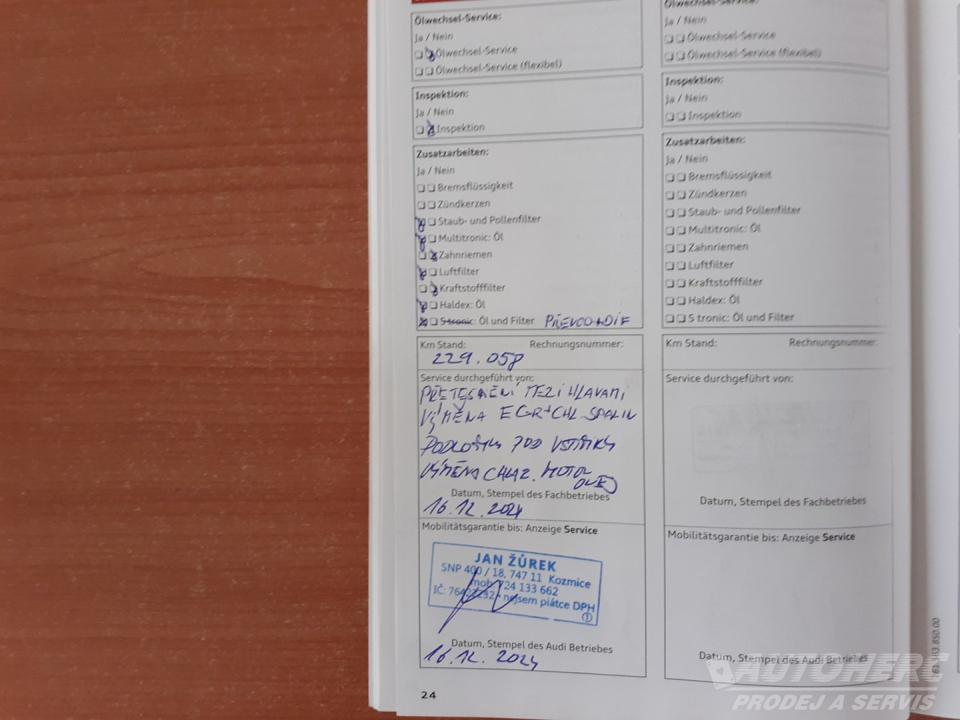 Ölwechsel-Service:
Ja / Nein
Ölwechsel-Service
Ölwechsel-Service (flexibel)
Inspektion:
Ja / Nein
Inspektion
Zusatzarbeiten:
Ja / Nein
Bremsflüssigkeit
Zündkerzen
Staub- und Pollenfilter
Multitronic: Öl
Zahnriemen
Luftfilter
Kraftstofffilter
Haldex: Öl
S tronic: Öl und Filter PŘEVOD+DIF
Km Stand: Rechnungsnummer:
229.058
Service durchgeführt von:
PŘETESNĚNÍ MEZI HLAVAMI
VÝMĚNA EGR+CHL SPALIN
PODLOŽKY POD VSTŘIKY
VÝMĚNA CHLAZ. MOTOR
OLEJ
Datum, Stempel des Fachbetriebes
16.12.2024
Mobilitätsgarantie bis: Anzeige Service
JAN ŽŮREK
SNP 400/18, 747 11 Kozmice
mob. 724 133 662
nejsem plátce DPH
1
Datum, Stempel des Audi Betriebes
16.12.2024
24
Ölwechsel-Service:
Ja / Nein
Ölwechsel-Service
Ölwechsel-Service (flexibel)
Inspektion:
Ja / Nein
Inspektion
Zusatzarbeiten:
Ja / Nein
Bremsflüssigkeit
Zündkerzen
Staub- und Pollenfilter
Multitronic: Öl
Zahnriemen
Luftfilter
Kraftstofffilter
Haldex: Öl
S tronic: Öl und Filter
Km Stand: Rechnungsnummer:
Service durchgeführt von:
Datum, Stempel des Fachbetriebes
Mobilitätsgarantie bis: Anzeige Service
Datum, Stempel des Audi Betriebes
AUTOHERC
PRODEJ A SERVIS